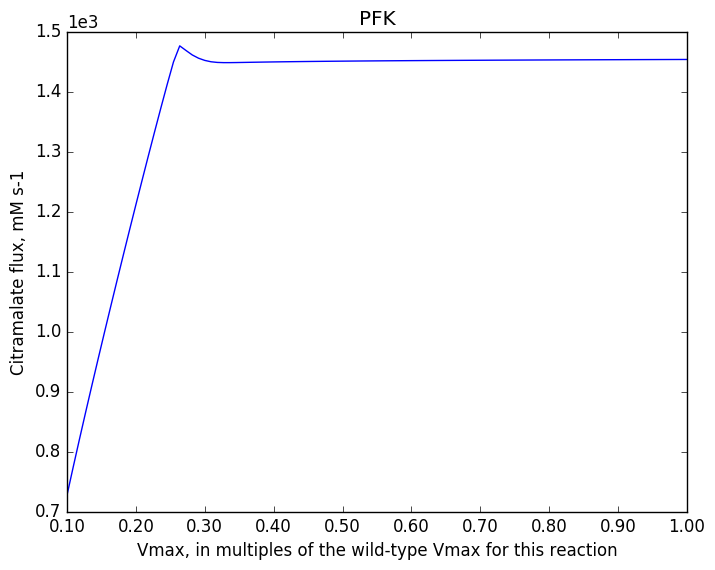 PFK
1e3
1.5
1.4
1.3
1.2
1.1
1.0
0.9
0.8
0.7
Citramalate flux, mM s-1
0.10 0.20 0.30 0.40 0.50 0.60 0.70 0.80 0.90 1.00
Vmax, in multiples of the wild-type Vmax for this reaction